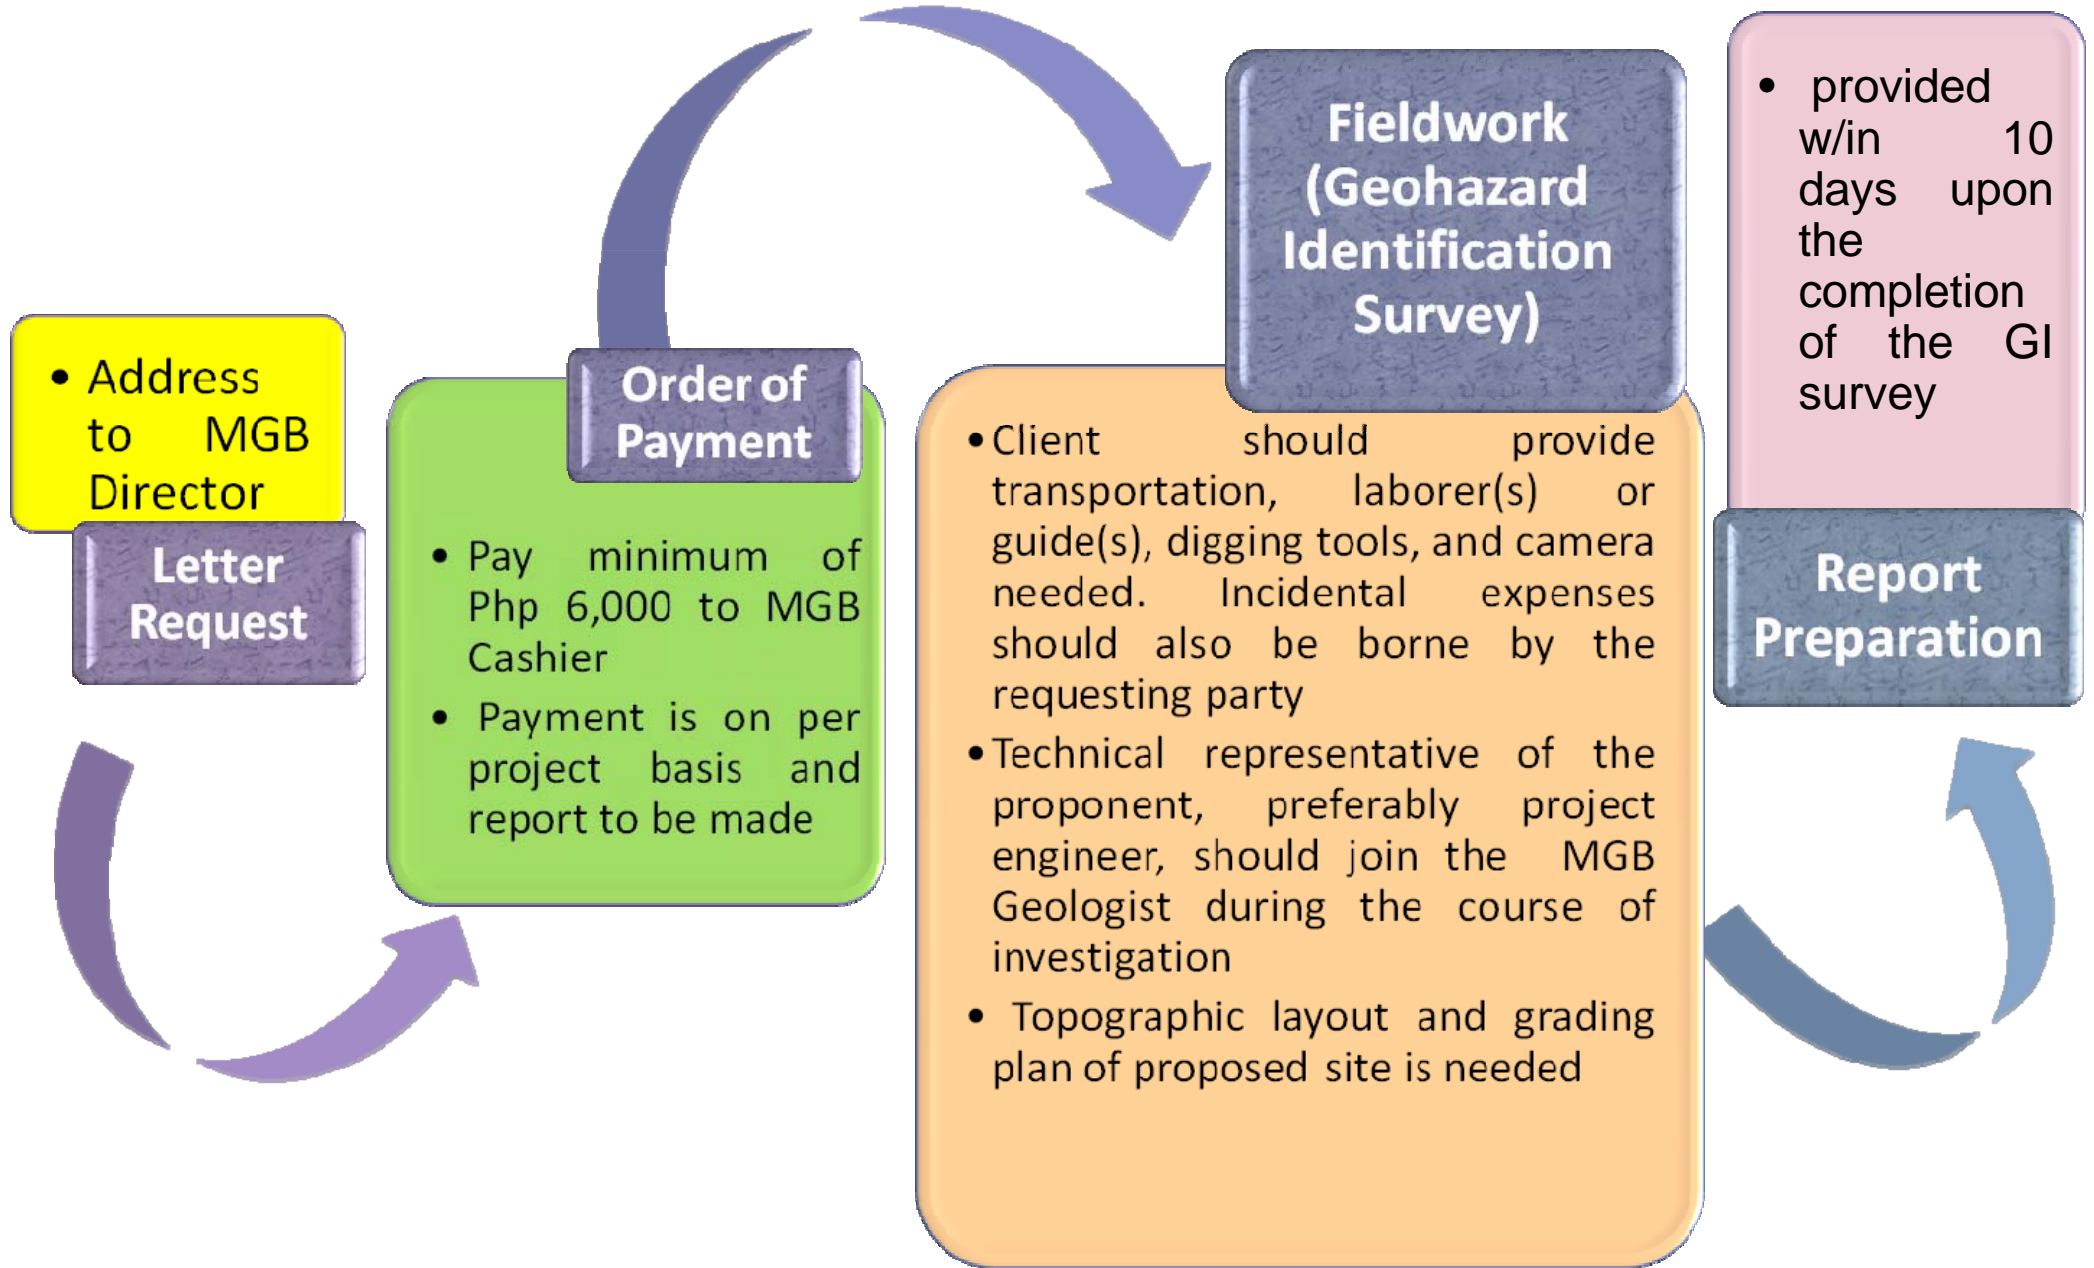 • Address
to MGB
Director
Letter
Request
Order of
Payment
• Pay minimum of
Php 6,000 to MGB
Cashier
• Payment is on per
project basis and
report to be made
Fieldwork
(Geohazard
Identification
Survey)
•Client should provide
transportation, laborer(s) or
guide(s), digging tools, and camera
needed. Incidental expenses
should also be borne by the
requesting party
•Technical representative of the
proponent, preferably project
engineer, should join the MGB
Geologist during the course of
investigation
• Topographic layout and grading
plan of proposed site is needed
• provided
w/in 10
days upon
the
completion
of the GI
survey
Report
Preparation